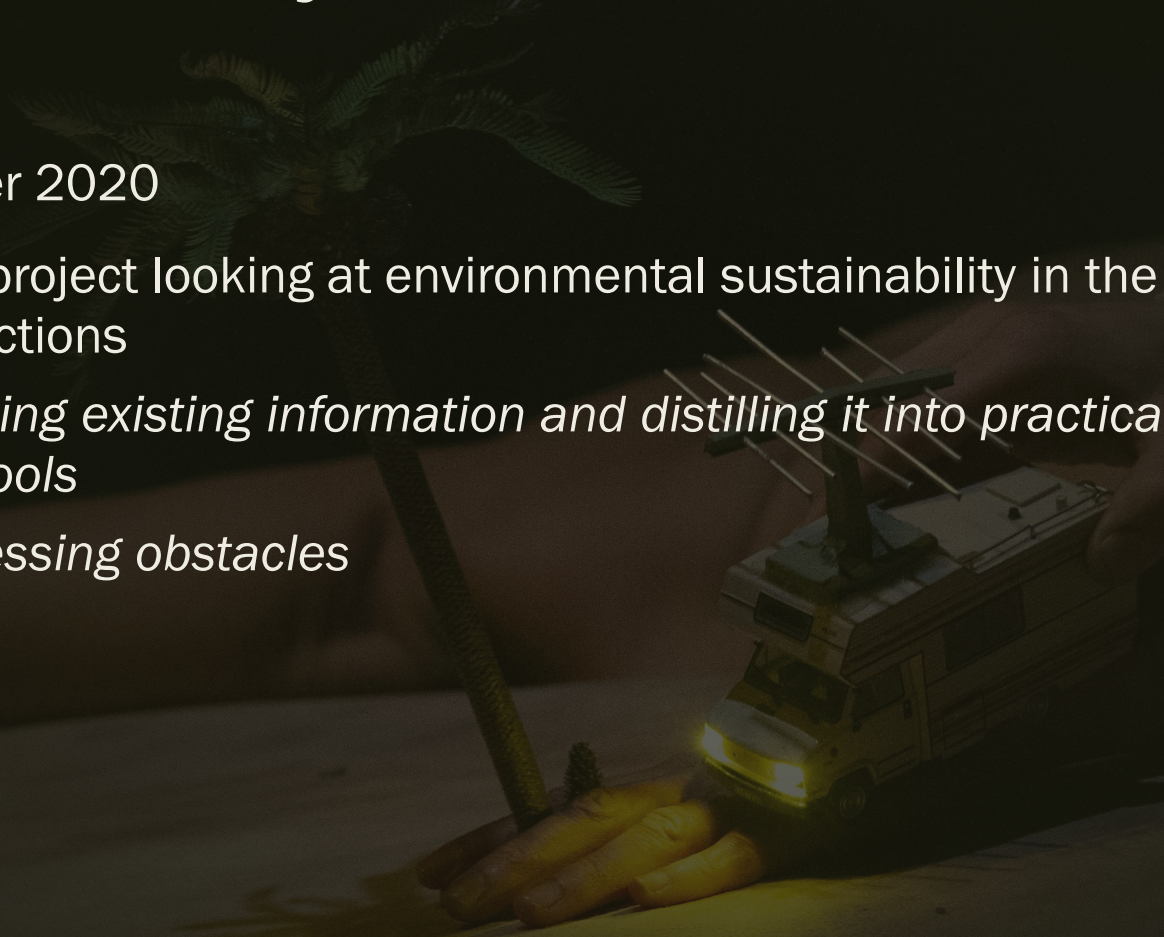 er 2020
project looking at environmental sustainability in the
ctions
ing existing information and distilling it into practica
ools
essing obstacles